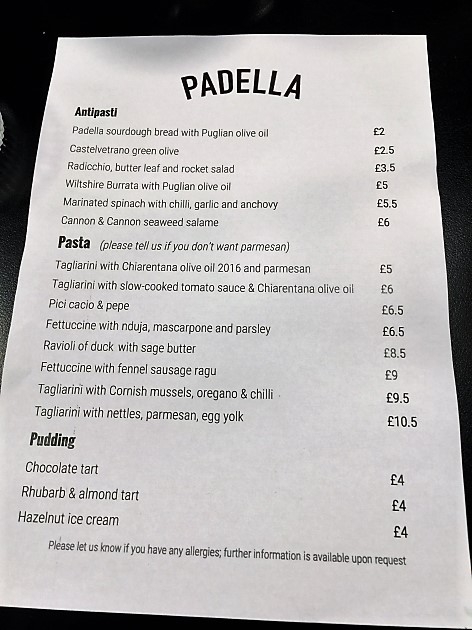 PADELLA
Antipasti
Padella sourdough bread with Puglian olive oil £2
Castelvetrano green olive £2.5
Radicchio, butter leaf and rocket salad £3.5
Wiltshire Burrata with Puglian olive oil £5
Marinated spinach with chilli, garlic and anchovy £5.5
Cannon & Cannon seaweed salame £6
Pasta (please tell us if you don't want parmesan)
Tagliarini with Chiarentana olive oil 2016 and parmesan £5
Tagliarini with slow-cooked tomato sauce & Chiarentana olive oil £6
Pici cacio & pepe £6.5
Fettuccine with nduja, mascarpone and parsley £6.5
Ravioli of duck with sage butter £8.5
Fettuccine with fennel sausage ragu £9
Tagliarini with Cornish mussels, oregano & chilli £9.5
Tagliarini with nettles, parmesan, egg yolk £10.5
Pudding
Chocolate tart £4
Rhubarb & almond tart £4
Hazelnut ice cream £4
Please let us know if you have any allergies; further information is available upon request